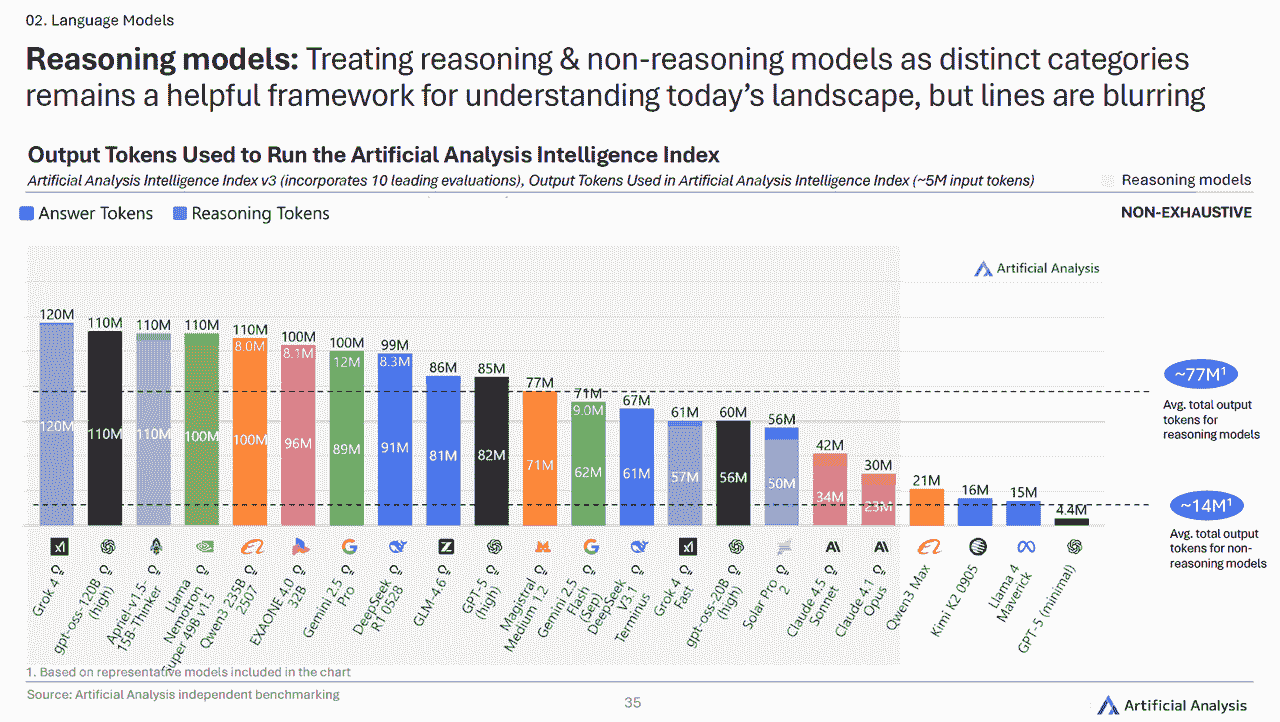 02. Language Models
Reasoning models: Treating reasoning & non-reasoning models as distinct categories
remains a helpful framework for understanding today's landscape, but lines are blurring
Output Tokens Used to Run the Artificial Analysis Intelligence Index
Artificial Analysis Intelligence Index v3 (incorporates 10 leading evaluations), Output Tokens Used in Artificial Analysis Intelligence Index (~5M input tokens)
Reasoning models
Answer Tokens
Reasoning Tokens
NON-EXHAUSTIVE
Artificial Analysis
120M
110M
110M
110M
110M
100M
100M
99M
86M
85M
77M
71M
67M
61M
60M
56M
42M
30M
21M
16M
15M
4.4M
8.0M
8.1M
12M
8.3M
9.0M
120M
110M
110M
100M
100M
96M
89M
91M
81M
82M
71M
62M
61M
57M
56M
50M
34M
23M
~77M¹
Avg. total output
tokens for
reasoning models
~14M¹
Avg. total output
tokens for non-
reasoning models
Grok 4
gpt-oss-120B
(high)
Apriel-v1.5-
15B-Thinker
Llama
Nemotron
Super 49B v1.5
Qwen3 235B
2507
EXAONE 4.0
32B
Gemini 2.5
Pro
DeepSeek
R1 0528
GLM-4.6
GPT-5
(high)
Magistral
Medium 1.2
Gemini 2.5
Flash
(Sep)
DeepSeek
V3.1
Terminus
Grok 4
Fast
gpt-oss-20B
(high)
Solar Pro
2
Claude 4.5
Sonnet
Claude 4.1
Opus
Qwen3 Max
Kimi K2 0905
Llama 4
Maverick
GPT-5 (minimal)
1. Based on representative models included in the chart
Source: Artificial Analysis independent benchmarking
35
Artificial Analysis